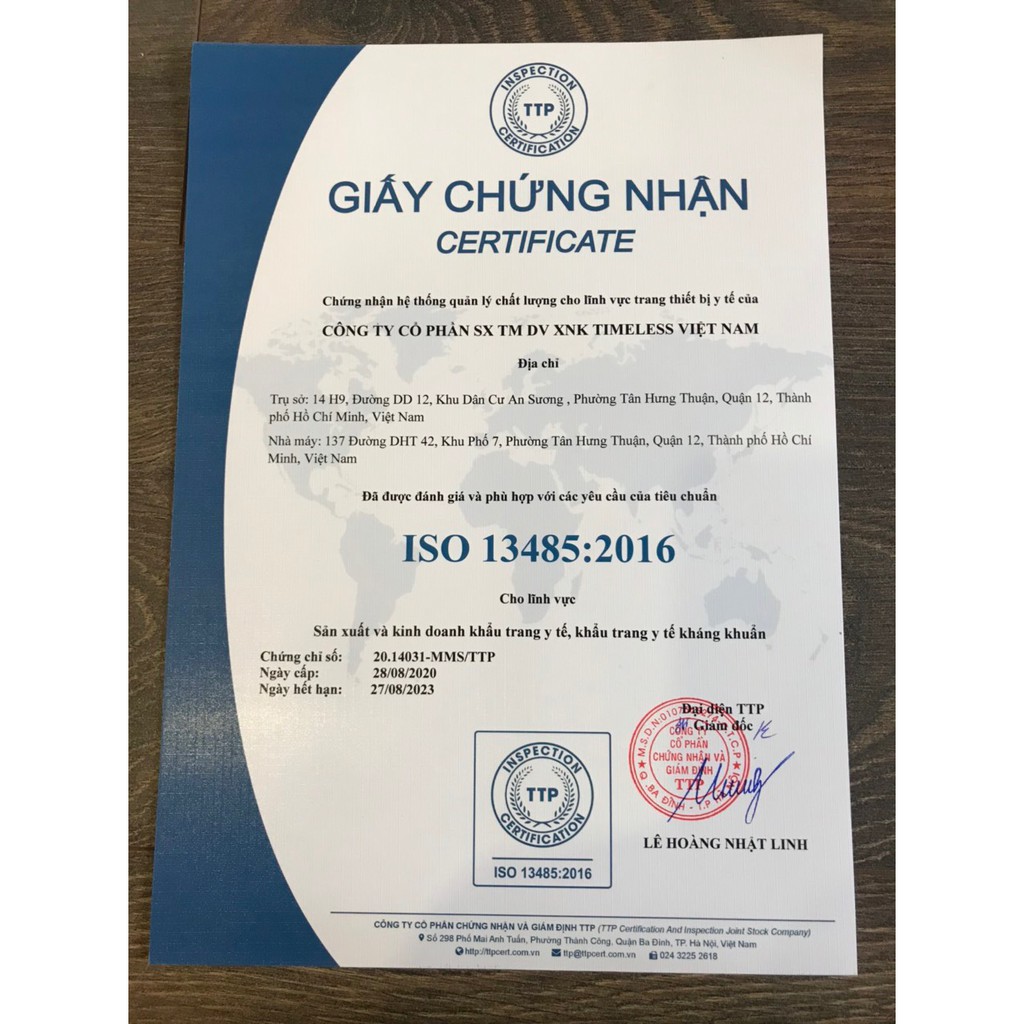 INSPECTION
TTP
CERTIFICATION
GIẤY CHỨNG NHẬN
CERTIFICATE
Chứng nhận hệ thống quản lý chất lượng cho lĩnh vực trang thiết bị y tế của
CÔNG TY CỔ PHẦN SX TM DV XNK TIMELESS VIỆT NAM
Địa chỉ
Trụ sở: 14 H9, Đường DD 12, Khu Dân Cư An Sương , Phường Tân Hưng Thuận, Quận 12, Thành
phố Hồ Chí Minh, Việt Nam
Nhà máy: 137 Đường DHT 42, Khu Phố 7, Phường Tân Hưng Thuận, Quận 12, Thành phố Hồ Chí
Minh, Việt Nam
Đã được đánh giá và phù hợp với các yêu cầu của tiêu chuẩn
ISO 13485:2016
Cho lĩnh vực
Sản xuất và kinh doanh khẩu trang y tế, khẩu trang y tế kháng khuẩn
Chứng chỉ số: 20.14031-MMS/TTP
Ngày cấp: 28/08/2020
Ngày hết hạn: 27/08/2023
Đại diện TTP
Giám đốc
CÔNG TY
CỔ PHẦN
CHỨNG NHẬN VÀ
GIÁM ĐỊNH
TTP
Q. BA ĐÌNH - T.P
LÊ HOÀNG NHẬT LINH
INSPECTION
TTP
CERTIFICATION
ISO 13485:2016
CÔNG TY CỔ PHẦN CHỨNG NHẬN VÀ GIÁM ĐỊNH TTP (TTP Certification And Inspection Joint Stock Company)
Số 298 Phố Mai Anh Tuấn, Phường Thành Công, Quận Ba Đình, TP. Hà Nội, Việt Nam
http://ttpcert.com.vn ttp@ttpcert.com.vn 024 3225 2618